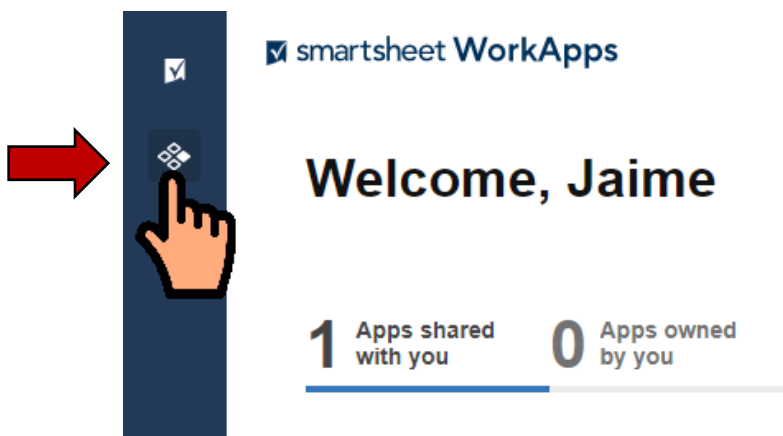 smartsheet WorkApps
Welcome, Jaime
1 Apps shared with you
0 Apps owned by you